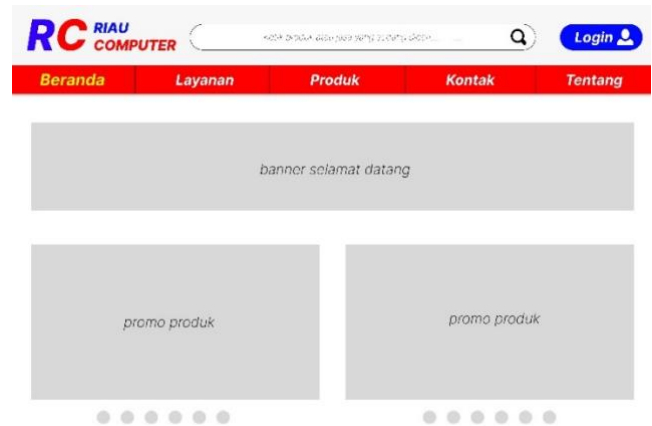 RC RIAU
COMPUTER
Login
Beranda Layanan Produk Kontak Tentang
banner selamat datang
promo produk promo produk